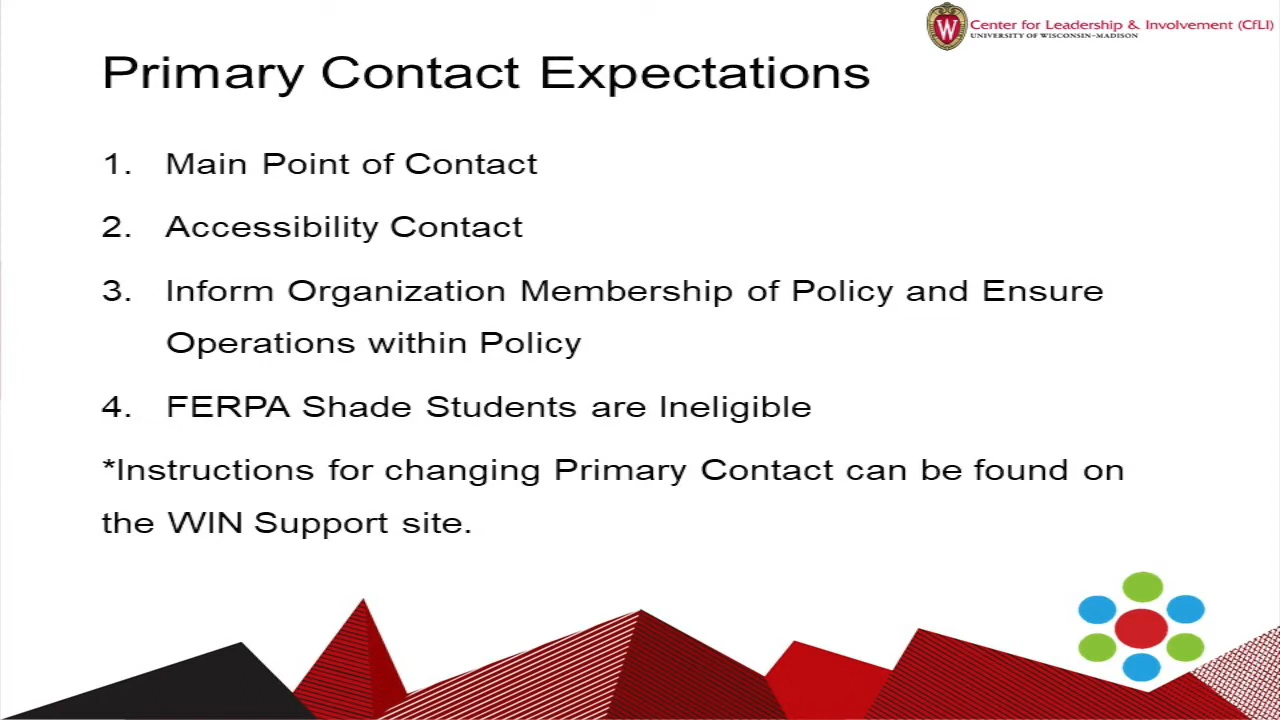 W Center for Leadership & Involvement (CfLI)
UNIVERSITY OF WISCONSIN–MADISON
Primary Contact Expectations
1. Main Point of Contact
2. Accessibility Contact
3. Inform Organization Membership of Policy and Ensure
Operations within Policy
4. FERPA Shade Students are Ineligible
*Instructions for changing Primary Contact can be found on
the WIN Support site.